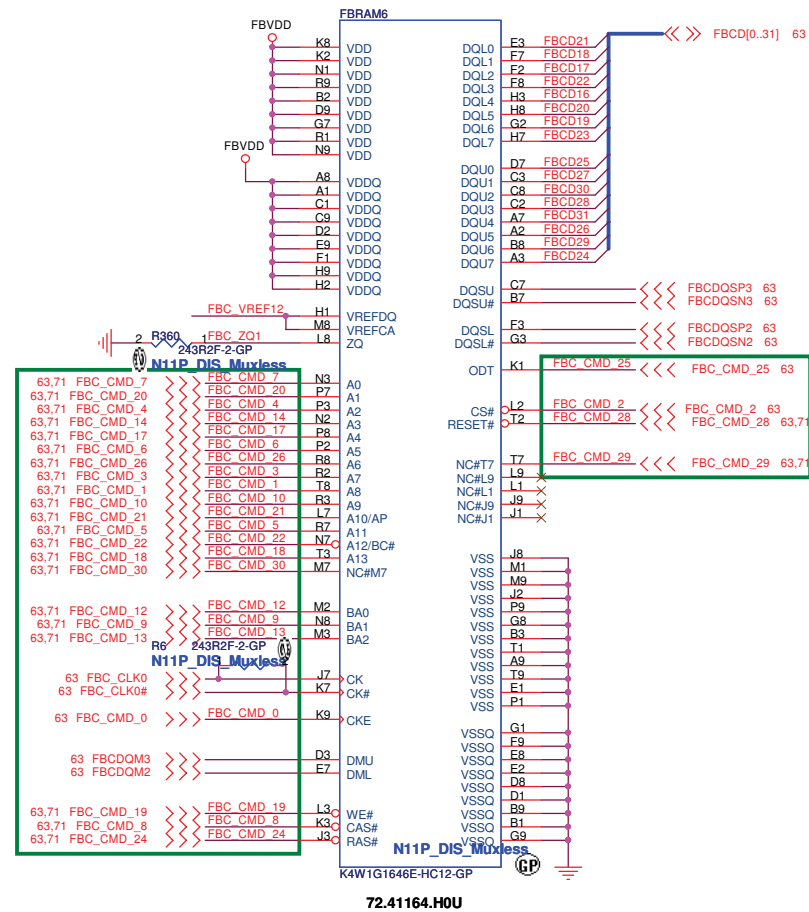 FBVDD
FBRAM6
FBCD[0..31] 63
K8 VDD
K2 VDD
N1 VDD
R9 VDD
B2 VDD
D9 VDD
G7 VDD
R1 VDD
N9 VDD
FBVDD
A8 VDDQ
A1 VDDQ
C1 VDDQ
C9 VDDQ
D2 VDDQ
E9 VDDQ
F1 VDDQ
H9 VDDQ
H2 VDDQ
FBC_VREF12 H1 VREFDQ
M8 VREFCA
2 R360 1 FBC_ZQ1 L8 ZQ
243R2F-2-GP
N11P_DIS_Muxless
63,71 FBC_CMD_7 FBC_CMD_7 N3 A0
63,71 FBC_CMD_20 FBC_CMD_20 P7 A1
63,71 FBC_CMD_4 FBC_CMD_4 P3 A2
63,71 FBC_CMD_14 FBC_CMD_14 N2 A3
63,71 FBC_CMD_17 FBC_CMD_17 P8 A4
63,71 FBC_CMD_6 FBC_CMD_6 P2 A5
63,71 FBC_CMD_26 FBC_CMD_26 R8 A6
63,71 FBC_CMD_3 FBC_CMD_3 R2 A7
63,71 FBC_CMD_1 FBC_CMD_1 T8 A8
63,71 FBC_CMD_10 FBC_CMD_10 R3 A9
63,71 FBC_CMD_21 FBC_CMD_21 L7 A10/AP
63,71 FBC_CMD_5 FBC_CMD_5 R7 A11
63,71 FBC_CMD_22 FBC_CMD_22 N7 A12/BC#
63,71 FBC_CMD_18 FBC_CMD_18 T3 A13
63,71 FBC_CMD_30 FBC_CMD_30 M7 NC#M7
63,71 FBC_CMD_12 FBC_CMD_12 M2 BA0
63,71 FBC_CMD_9 FBC_CMD_9 N8 BA1
63,71 FBC_CMD_13 FBC_CMD_13 M3 BA2
R6 243R2F-2-GP
N11P_DIS_Muxless
63 FBC_CLK0 J7 CK
63 FBC_CLK0# K7 CK#
63 FBC_CMD_0 FBC_CMD_0 K9 CKE
63 FBCDQM3 D3 DMU
63 FBCDQM2 E7 DML
63,71 FBC_CMD_19 FBC_CMD_19 L3 WE#
63,71 FBC_CMD_8 FBC_CMD_8 K3 CAS#
63,71 FBC_CMD_24 FBC_CMD_24 J3 RAS#
DQL0 E3 FBCD21
DQL1 F7 FBCD18
DQL2 F2 FBCD17
DQL3 F8 FBCD22
DQL4 H3 FBCD16
DQL5 H8 FBCD20
DQL6 G2 FBCD19
DQL7 H7 FBCD23
DQU0 D7 FBCD25
DQU1 C3 FBCD27
DQU2 C8 FBCD30
DQU3 C2 FBCD28
DQU4 A7 FBCD31
DQU5 A2 FBCD26
DQU6 B8 FBCD29
DQU7 A3 FBCD24
DQSU C7 FBCDQSP3 63
DQSU# B7 FBCDQSN3 63
DQSL F3 FBCDQSP2 63
DQSL# G3 FBCDQSN2 63
ODT K1 FBC_CMD_25 FBC_CMD_25 63
CS# L2 FBC_CMD_2 FBC_CMD_2 63
RESET# T2 FBC_CMD_28 FBC_CMD_28 63,71
NC#T7 T7 FBC_CMD_29 FBC_CMD_29 63,71
NC#L9 L9
NC#L1 L1
NC#J9 J9
NC#J1 J1
VSS J8
VSS M1
VSS M9
VSS J2
VSS P9
VSS G8
VSS B3
VSS T1
VSS A9
VSS T9
VSS E1
VSS P1
VSSQ G1
VSSQ F9
VSSQ E8
VSSQ E2
VSSQ D8
VSSQ D1
VSSQ B9
VSSQ B1
VSSQ G9
N11P_DIS_Muxless
GP
K4W1G1646E-HC12-GP
72.41164.H0U